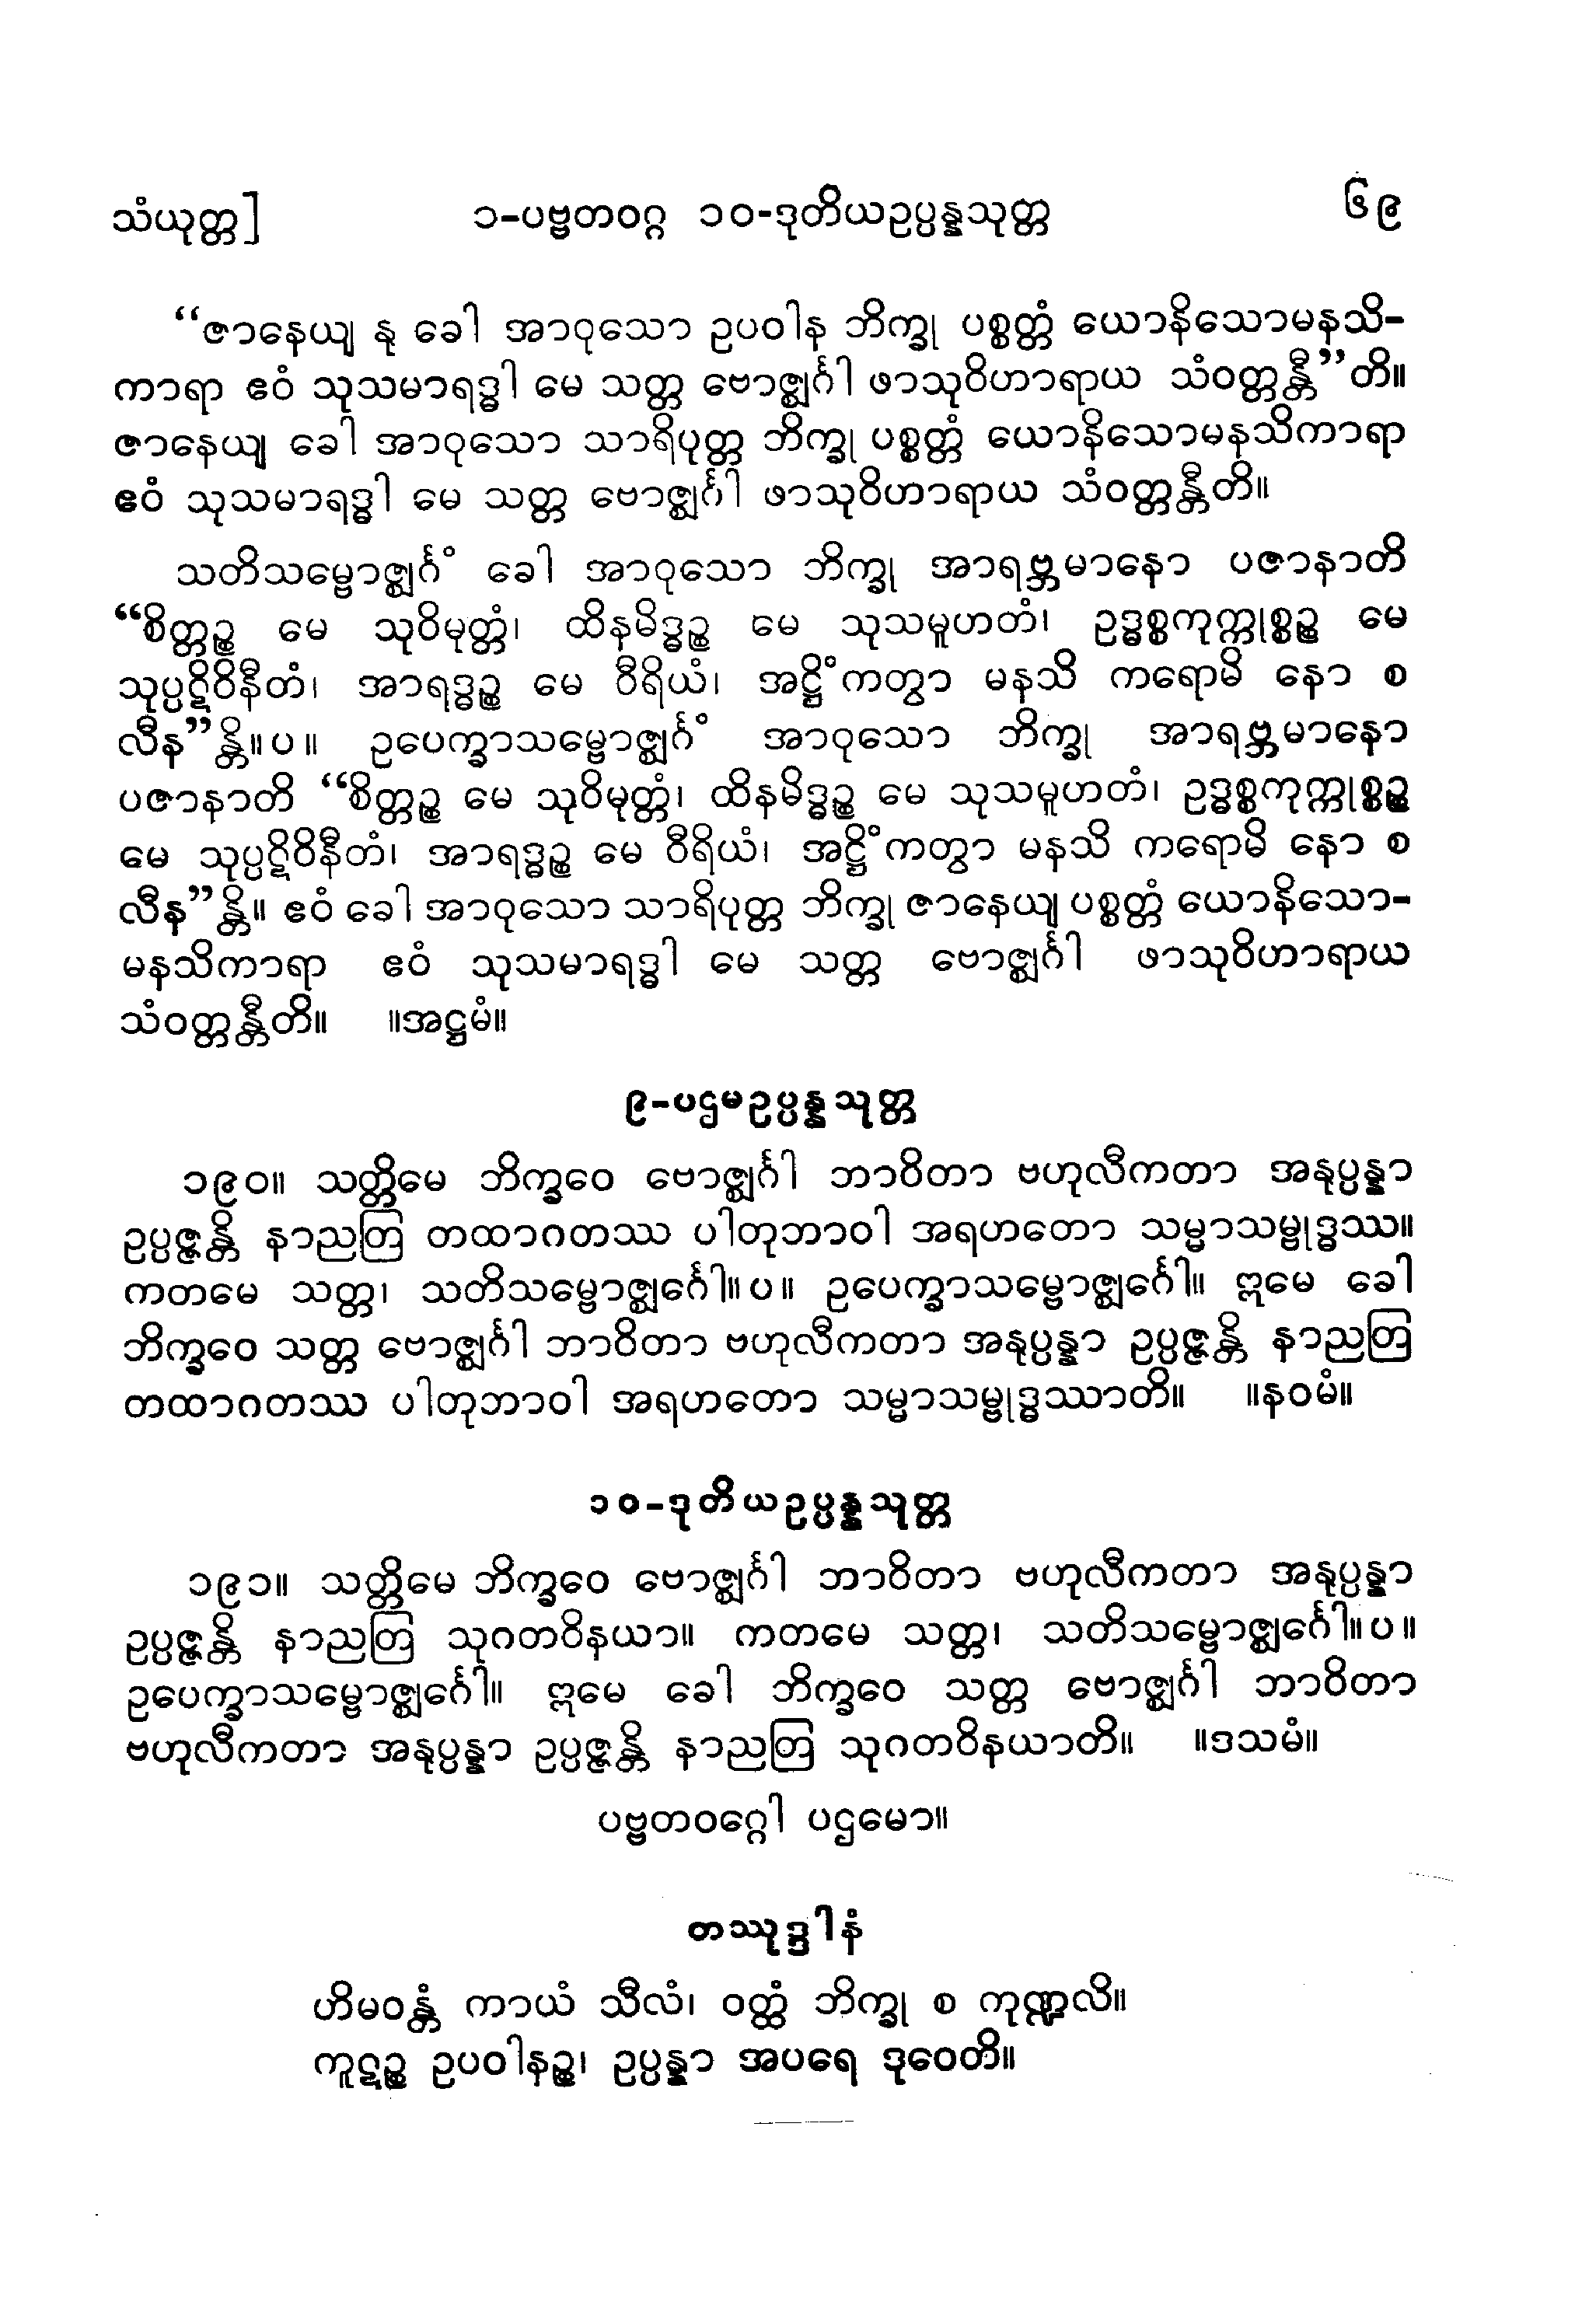 သံယုတ္တ] ၁-ပဗ္ဗတဝဂ္ဂ ၁၀-ဒုတိယဥပ္ပန္နသုတ္တ ၆၉
“ဇာနေယျ နု ခေါ အာဝုသော ဥပဝါန ဘိက္ခု ပစ္စတ္တံ ယောနိသောမနသိ-
ကာရာ ဧဝံ သုသမာရဒ္ဓါ မေ သတ္တ ဗောဇ္ဈင်္ဂါ ဖာသုဝိဟာရာယ သံဝတ္တန္တီ”တိ။
ဇာနေယျ ခေါ အာဝုသော သာရိပုတ္တ ဘိက္ခု ပစ္စတ္တံ ယောနိသောမနသိကာရာ
ဧဝံ သုသမာရဒ္ဓါ မေ သတ္တ ဗောဇ္ဈင်္ဂါ ဖာသုဝိဟာရာယ သံဝတ္တန္တီတိ။
သတိသမ္ဗောဇ္ဈင်္ဂံ ခေါ အာဝုသော ဘိက္ခု အာရဗ္ဘမာနော ပဇာနာတိ
“စိတ္တဉ္စ မေ သုဝိမုတ္တံ၊ ထိနမိဒ္ဓဉ္စ မေ သုသမူဟတံ၊ ဥဒ္ဓစ္စကုက္ကုစ္စဉ္စ မေ
သုပ္ပဋိဝိနီတံ၊ အာရဒ္ဓဉ္စ မေ ဝီရိယံ၊ အဋ္ဌိံကတွာ မနသိ ကရောမိ နော စ
လီန”န္တိ။ပ။ ဥပေက္ခာသမ္ဗောဇ္ဈင်္ဂံ အာဝုသော ဘိက္ခု အာရဗ္ဘမာနော
ပဇာနာတိ “စိတ္တဉ္စ မေ သုဝိမုတ္တံ၊ ထိနမိဒ္ဓဉ္စ မေ သုသမူဟတံ၊ ဥဒ္ဓစ္စကုက္ကုစ္စဉ္စ
မေ သုပ္ပဋိဝိနီတံ၊ အာရဒ္ဓဉ္စ မေ ဝီရိယံ၊ အဋ္ဌိံကတွာ မနသိ ကရောမိ နော စ
လီန”န္တိ။ ဧဝံ ခေါ အာဝုသော သာရိပုတ္တ ဘိက္ခု ဇာနေယျ ပစ္စတ္တံ ယောနိသော-
မနသိကာရာ ဧဝံ သုသမာရဒ္ဓါ မေ သတ္တ ဗောဇ္ဈင်္ဂါ ဖာသုဝိဟာရာယ
သံဝတ္တန္တီတိ။ ။အဋ္ဌမံ။
၉-ပဌမဥပ္ပန္နသုတ္တ
၁၉၀။ သတ္တိမေ ဘိက္ခဝေ ဗောဇ္ဈင်္ဂါ ဘာဝိတာ ဗဟုလီကတာ အနုပ္ပန္နာ
ဥပ္ပဇ္ဇန္တိ နာညတြ တထာဂတဿ ပါတုဘာဝါ အရဟတော သမ္မာသမ္ဗုဒ္ဓဿ။
ကတမေ သတ္တ၊ သတိသမ္ဗောဇ္ဈင်္ဂေါ။ပ။ ဥပေက္ခာသမ္ဗောဇ္ဈင်္ဂေါ။ ဣမေ ခေါ
ဘိက္ခဝေ သတ္တ ဗောဇ္ဈင်္ဂါ ဘာဝိတာ ဗဟုလီကတာ အနုပ္ပန္နာ ဥပ္ပဇ္ဇန္တိ နာညတြ
တထာဂတဿ ပါတုဘာဝါ အရဟတော သမ္မာသမ္ဗုဒ္ဓဿာတိ။ ။နဝမံ။
၁၀-ဒုတိယဥပ္ပန္နသုတ္တ
၁၉၁။ သတ္တိမေ ဘိက္ခဝေ ဗောဇ္ဈင်္ဂါ ဘာဝိတာ ဗဟုလီကတာ အနုပ္ပန္နာ
ဥပ္ပဇ္ဇန္တိ နာညတြ သုဂတဝိနယာ။ ကတမေ သတ္တ၊ သတိသမ္ဗောဇ္ဈင်္ဂေါ။ပ။
ဥပေက္ခာသမ္ဗောဇ္ဈင်္ဂေါ။ ဣမေ ခေါ ဘိက္ခဝေ သတ္တ ဗောဇ္ဈင်္ဂါ ဘာဝိတာ
ဗဟုလီကတာ အနုပ္ပန္နာ ဥပ္ပဇ္ဇန္တိ နာညတြ သုဂတဝိနယာတိ။ ။ဒသမံ။
ပဗ္ဗတဝဂ္ဂေါ ပဌမော။
တဿုဒ္ဒါနံ
ဟိမဝန္တံ ကာယံ သီလံ၊ ဝတ္ထံ ဘိက္ခု စ ကုဏ္ဍလိ။
ကူဋဉ္စ ဥပဝါနဉ္စ၊ ဥပ္ပန္နာ အပရေ ဒုဝေတိ။